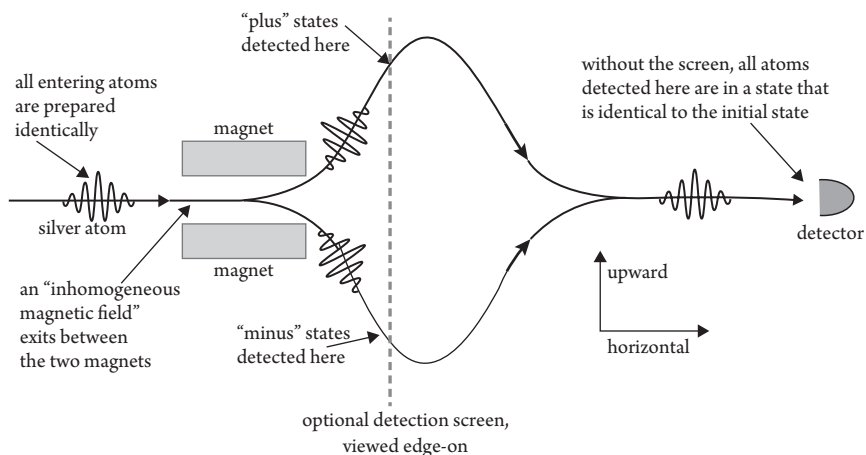 "plus" states
detected here
without the screen, all atoms
detected here are in a state that
is identical to the initial state
all entering atoms
are prepared
identically
magnet
silver atom
detector
magnet
upward
an "inhomogeneous
magnetic field"
exits between
the two magnets
"minus" states
detected here
horizontal
optional detection screen,
viewed edge-on